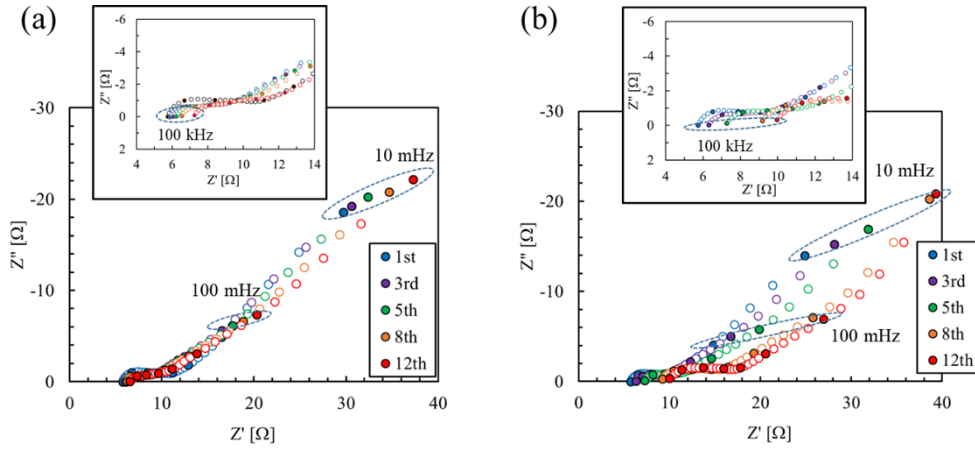 (a)
-6
-4
-2
0
2
Z'' [Ω]
100 kHz
4 6 8 10 12 14
Z' [Ω]
-30
-20
-10
0
Z'' [Ω]
10 mHz
100 mHz
1st
3rd
5th
8th
12th
0 10 20 30 40
Z' [Ω]
(b)
-6
-4
-2
0
2
Z'' [Ω]
100 kHz
4 6 8 10 12 14
Z' [Ω]
-30
-20
-10
0
Z'' [Ω]
10 mHz
100 mHz
1st
3rd
5th
8th
12th
0 10 20 30 40
Z' [Ω]